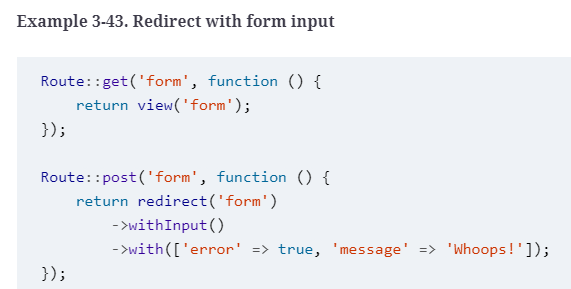 Example 3-43. Redirect with form input
Route::get('form', function () {
    return view('form');
});
Route::post('form', function () {
    return redirect('form')
        ->withInput()
        ->with(['error' => true, 'message' => 'Whoops!']);
});